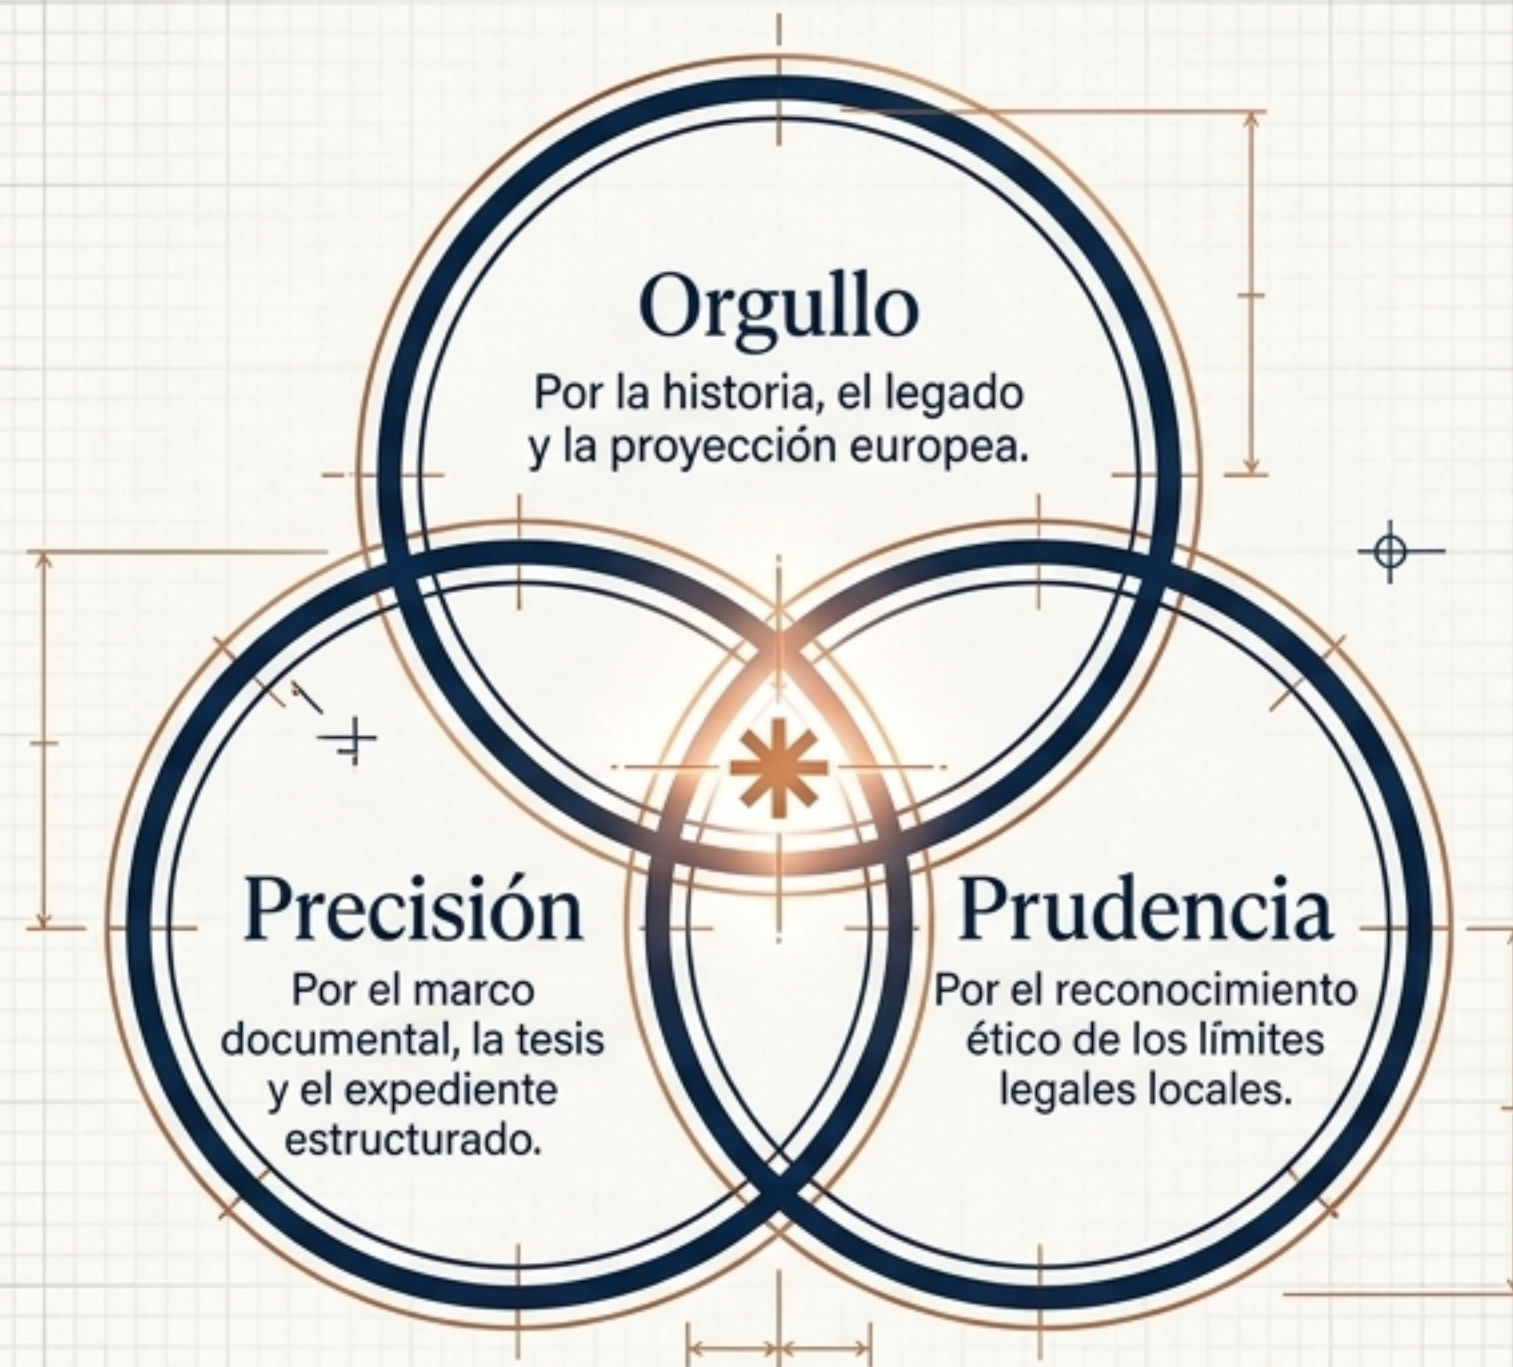 Orgullo
Por la historia, el legado
y la proyección europea.
Precisión
Por el marco
documental, la tesis
y el expediente
estructurado.
Prudencia
Por el reconocimiento
ético de los límites
legales locales.